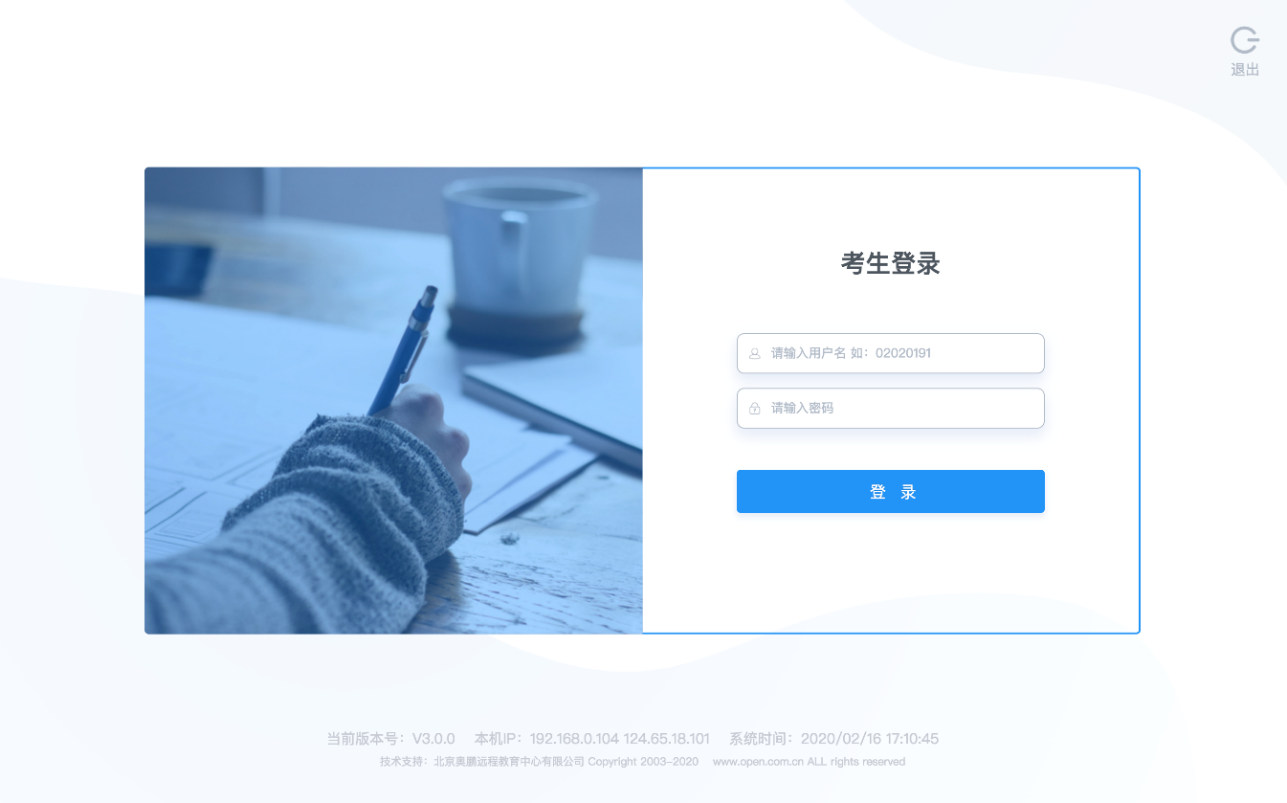 退出
考生登录
请输入用户名 如：02020191
请输入密码
登 录
当前版本号：V3.0.0 本机IP：192.168.0.104 124.65.18.101 系统时间：2020/02/16 17:10:45
技术支持：北京奥鹏远程教育中心有限公司 Copyright 2003-2020 www.open.com.cn ALL rights reserved